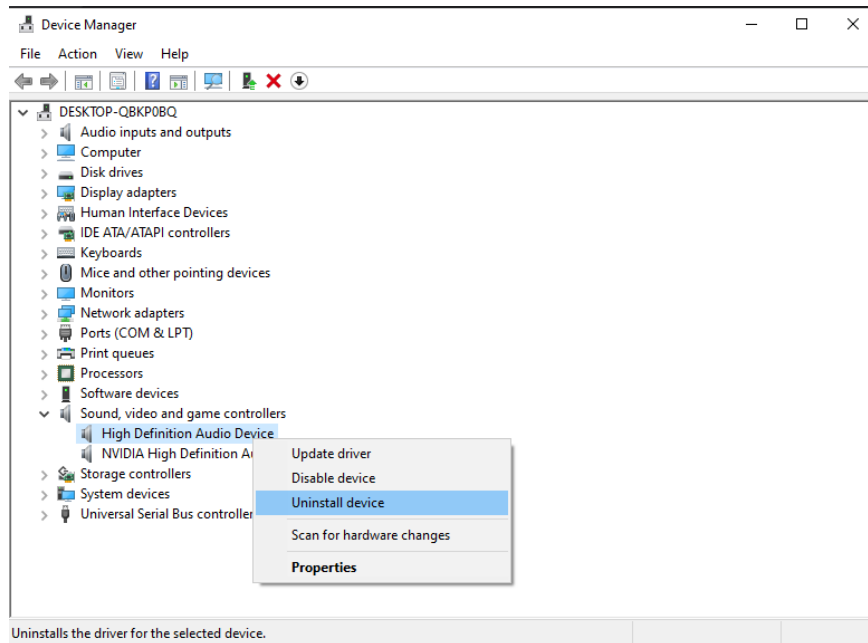 Device Manager
File Action View Help
DESKTOP-QBKP0BQ
Audio inputs and outputs
Computer
Disk drives
Display adapters
Human Interface Devices
IDE ATA/ATAPI controllers
Keyboards
Mice and other pointing devices
Monitors
Network adapters
Ports (COM & LPT)
Print queues
Processors
Software devices
Sound, video and game controllers
High Definition Audio Device
NVIDIA High Definition A
Storage controllers
System devices
Universal Serial Bus controller
Update driver
Disable device
Uninstall device
Scan for hardware changes
Properties
Uninstalls the driver for the selected device.